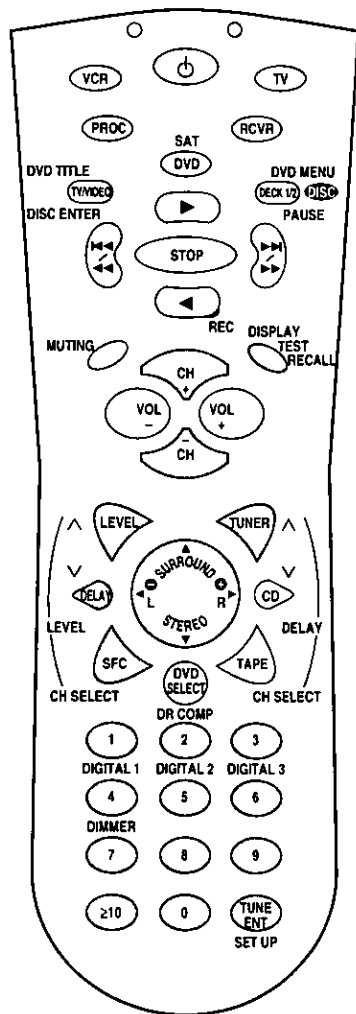 VCR
TV
PROC
RCVR
SAT
DVD
DVD TITLE
DVD MENU
TV/VIDEO
DECK 1/2
DISC
DISC ENTER
PAUSE
STOP
REC
MUTING
DISPLAY
TEST
RECALL
CH
+
VOL
−
VOL
+
−
CH
LEVEL
TUNER
SURROUND
DELAY
L
R
CD
STEREO
LEVEL
DELAY
SFC
DVD
SELECT
TAPE
CH SELECT
CH SELECT
DR COMP
1 2 3
DIGITAL 1 DIGITAL 2 DIGITAL 3
4 5 6
DIMMER
7 8 9
≥10 0 TUNE
ENT
SET UP